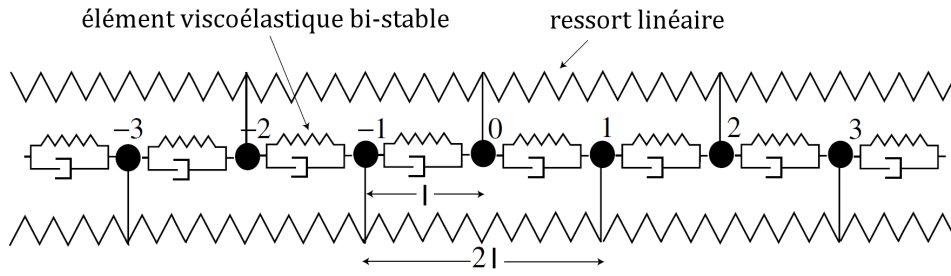 élément viscoélastique bi-stable ressort linéaire
−3 −2 −1 0 1 2 3
l
2l